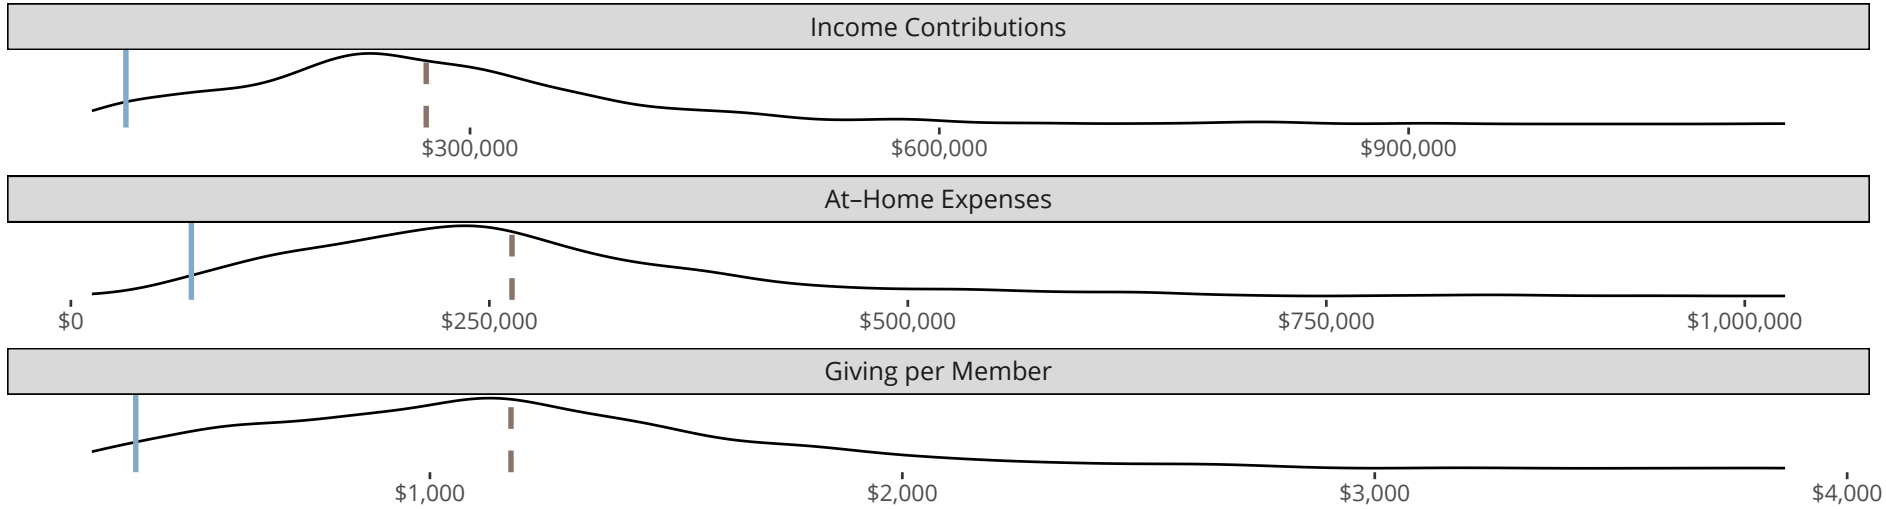 Income Contributions
$300,000 $600,000 $900,000
At–Home Expenses
$0 $250,000 $500,000 $750,000 $1,000,000
Giving per Member
$1,000 $2,000 $3,000 $4,000